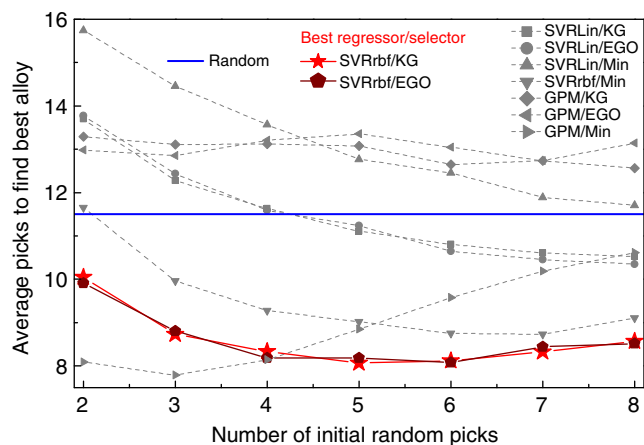 Average picks to find best alloy
16
14
12
10
8
2
3
4
5
6
7
8
Number of initial random picks
Random
Best regressor/selector
SVRrbf/KG
SVRrbf/EGO
SVRLin/KG
SVRLin/EGO
SVRLin/Min
SVRrbf/Min
GPM/KG
GPM/EGO
GPM/Min